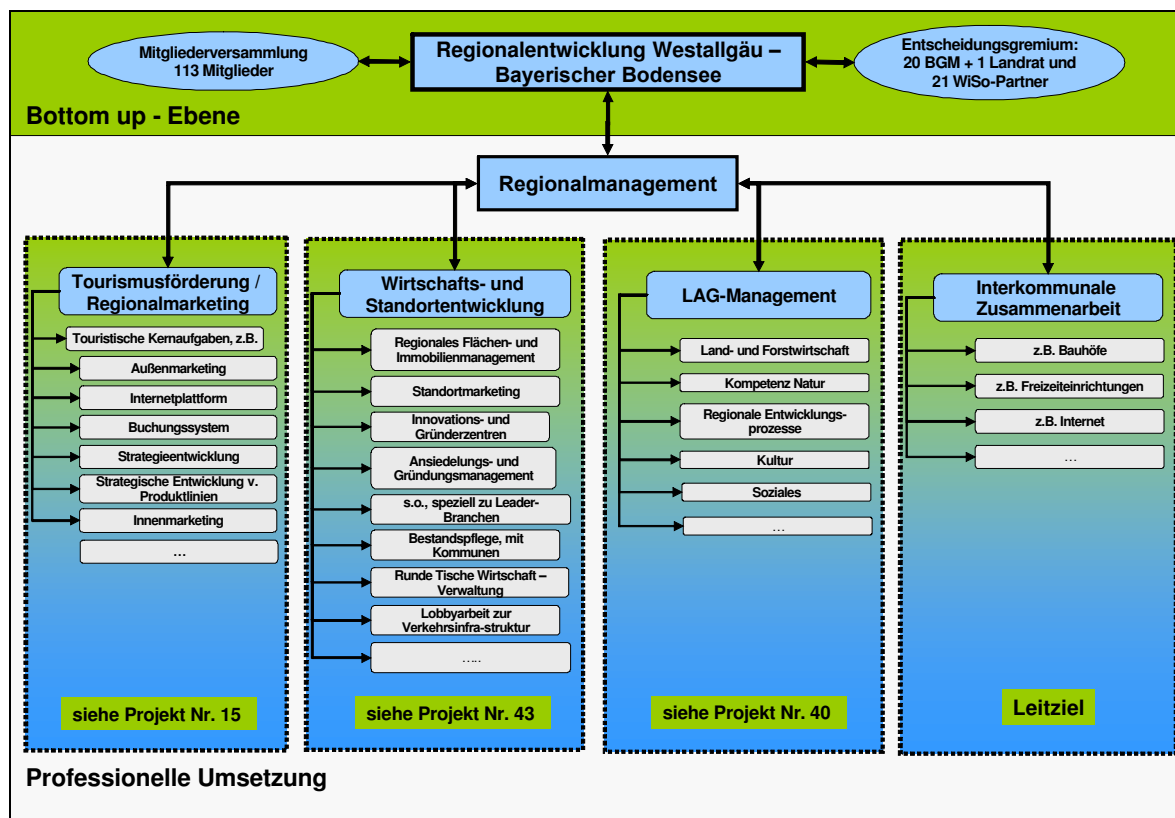 Mitgliederversammlung
113 Mitglieder
Regionalentwicklung Westallgäu –
Bayerischer Bodensee
Entscheidungsgremium:
20 BGM + 1 Landrat und
21 WiSo-Partner
Bottom up - Ebene
Regionalmanagement
Tourismusförderung /
Regionalmarketing
Touristische Kernaufgaben, z.B.
Außenmarketing
Internetplattform
Buchungssystem
Strategieentwicklung
Strategische Entwicklung v.
Produktlinien
Innenmarketing
…
siehe Projekt Nr. 15
Wirtschafts- und
Standortentwicklung
Regionales Flächen- und
Immobilienmanagement
Standortmarketing
Innovations- und
Gründerzentren
Ansiedelungs- und
Gründungsmanagement
s.o., speziell zu Leader-
Branchen
Bestandspflege, mit
Kommunen
Runde Tische Wirtschaft –
Verwaltung
Lobbyarbeit zur
Verkehrsinfra-struktur
…..
siehe Projekt Nr. 43
LAG-Management
Land- und Forstwirtschaft
Kompetenz Natur
Regionale Entwicklungs-
prozesse
Kultur
Soziales
…
siehe Projekt Nr. 40
Interkommunale
Zusammenarbeit
z.B. Bauhöfe
z.B. Freizeiteinrichtungen
z.B. Internet
…
Leitziel
Professionelle Umsetzung